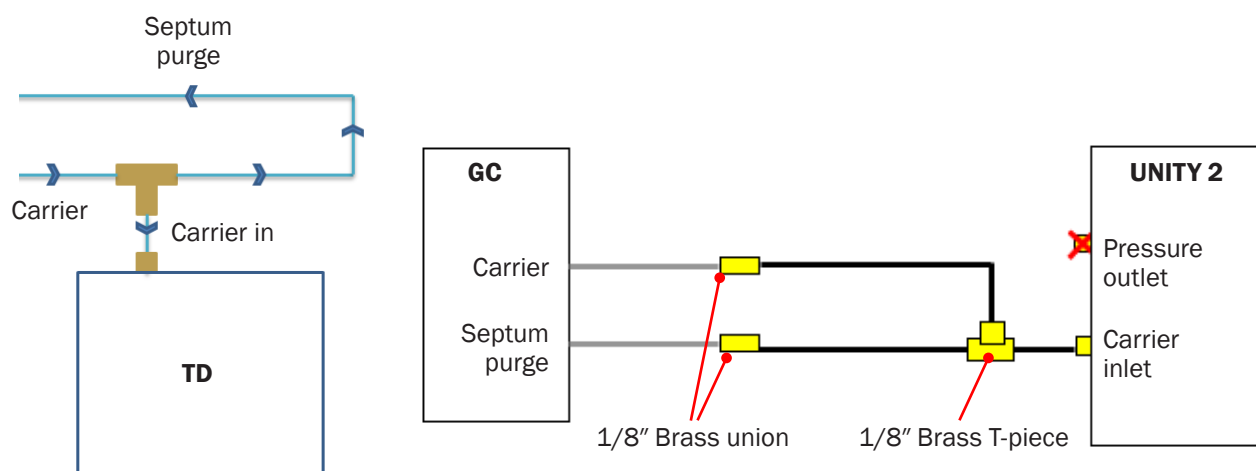 Septum
purge
Carrier
Carrier in
TD
GC
Carrier
Septum
purge
UNITY 2
Pressure
outlet
Carrier
inlet
1/8″ Brass union
1/8″ Brass T-piece